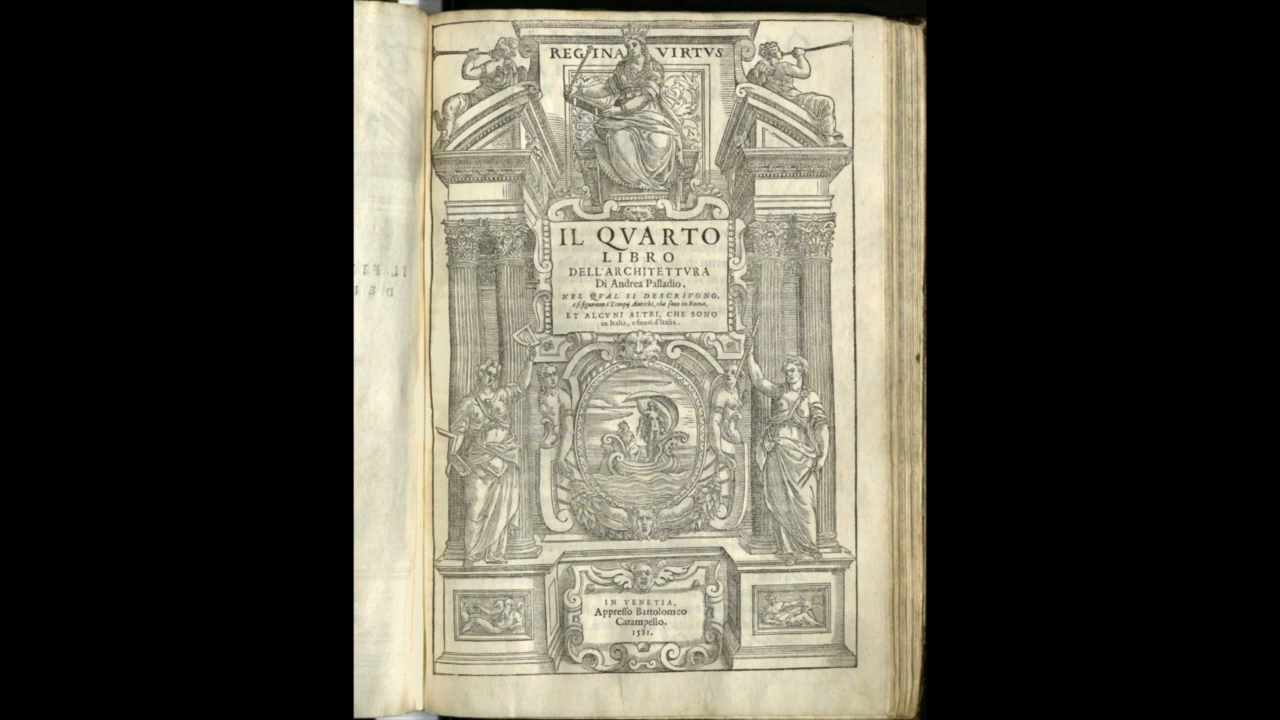 REGINA VIRTVS
IL QVARTO
LIBRO
DELL'ARCHITETTVRA
Di Andrea Palladio.
NEL QVAL SI DESCRIVONO,
e si figurano i Tempij Antichi, che sono in Roma,
ET ALCVNI ALTRI, CHE SONO
in Italia, e fuori d'Italia.
IN VENETIA,
Appresso Bartolomeo
Carampello.
1581.